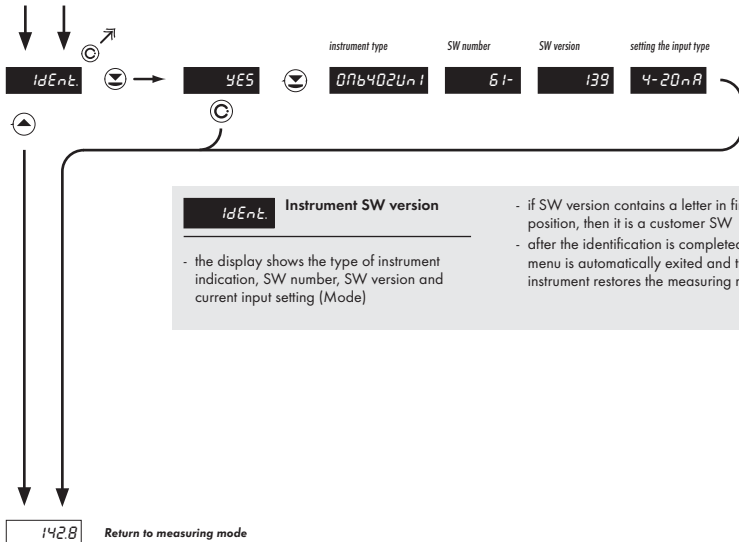 instrument type
SW number
SW version
setting the input type
IdEnt.
YES
OMb402Un1
61-
139
4-20mA
IdEnt.
Instrument SW version
- the display shows the type of instrument
indication, SW number, SW version and
current input setting (Mode)
- if SW version contains a letter in
position, then it is a customer SW
- after the identification is completed
menu is automatically exited and
instrument restores the measuring
142.8
Return to measuring mode